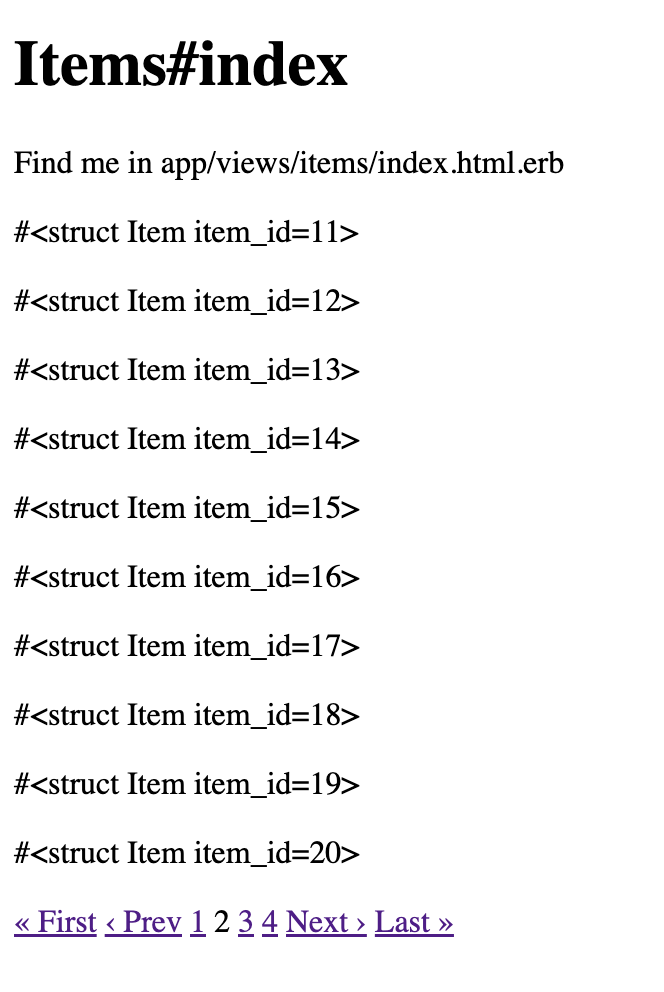 Items#index
Find me in app/views/items/index.html.erb
#<struct Item item_id=11>
#<struct Item item_id=12>
#<struct Item item_id=13>
#<struct Item item_id=14>
#<struct Item item_id=15>
#<struct Item item_id=16>
#<struct Item item_id=17>
#<struct Item item_id=18>
#<struct Item item_id=19>
#<struct Item item_id=20>
« First ‹ Prev 1 2 3 4 Next › Last »